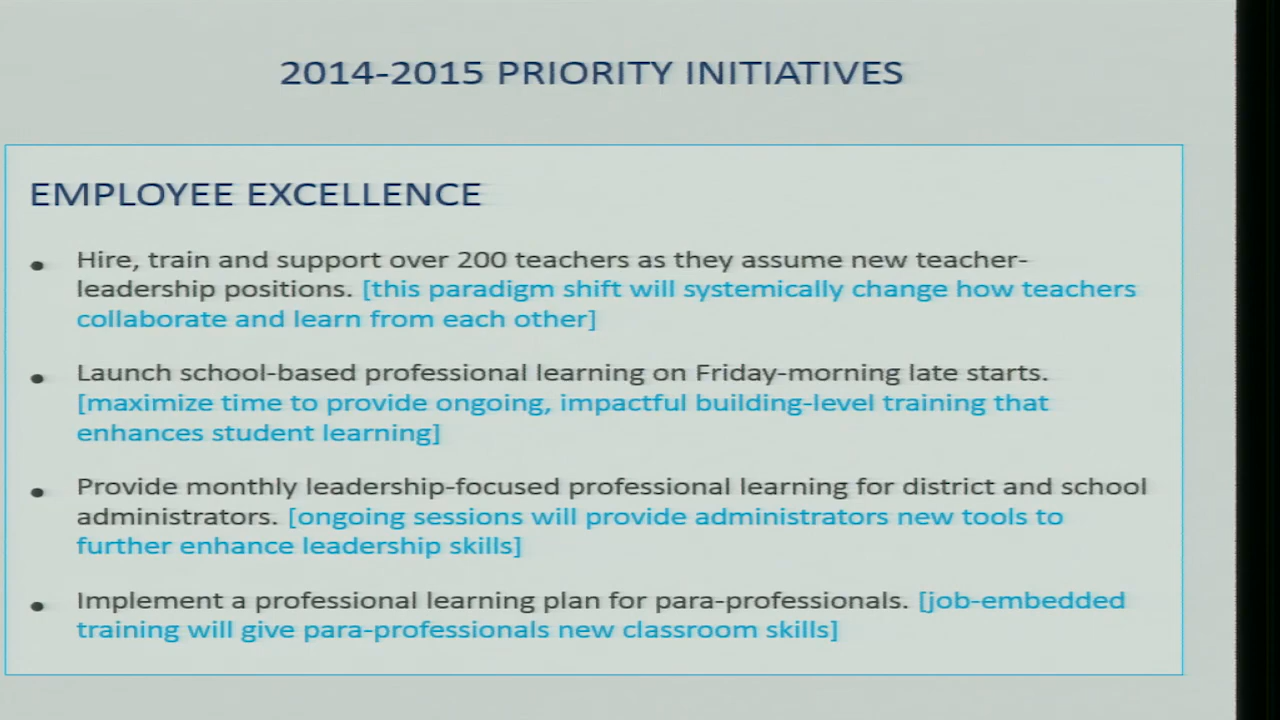 2014-2015 PRIORITY INITIATIVES
EMPLOYEE EXCELLENCE
• Hire, train and support over 200 teachers as they assume new teacher-
leadership positions. [this paradigm shift will systemically change how teachers
collaborate and learn from each other]
• Launch school-based professional learning on Friday-morning late starts.
[maximize time to provide ongoing, impactful building-level training that
enhances student learning]
• Provide monthly leadership-focused professional learning for district and school
administrators. [ongoing sessions will provide administrators new tools to
further enhance leadership skills]
• Implement a professional learning plan for para-professionals. [job-embedded
training will give para-professionals new classroom skills]